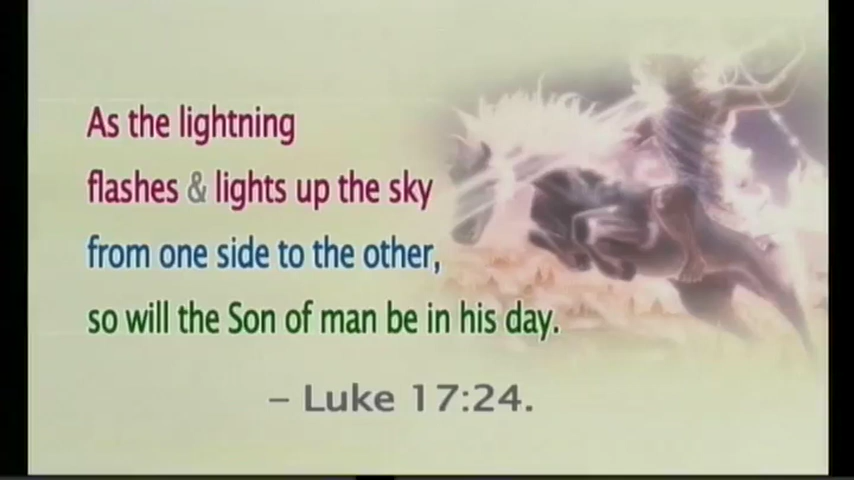 As the lightning
flashes & lights up the sky
from one side to the other,
so will the Son of man be in his day.
– Luke 17:24.